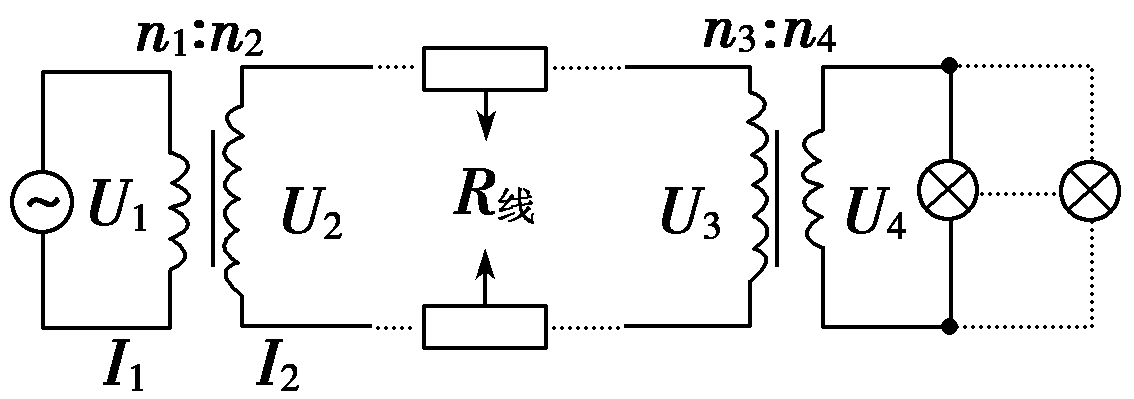 n₁:n₂
n₃:n₄
U₁
U₂
R线
U₃
U₄
I₁
I₂